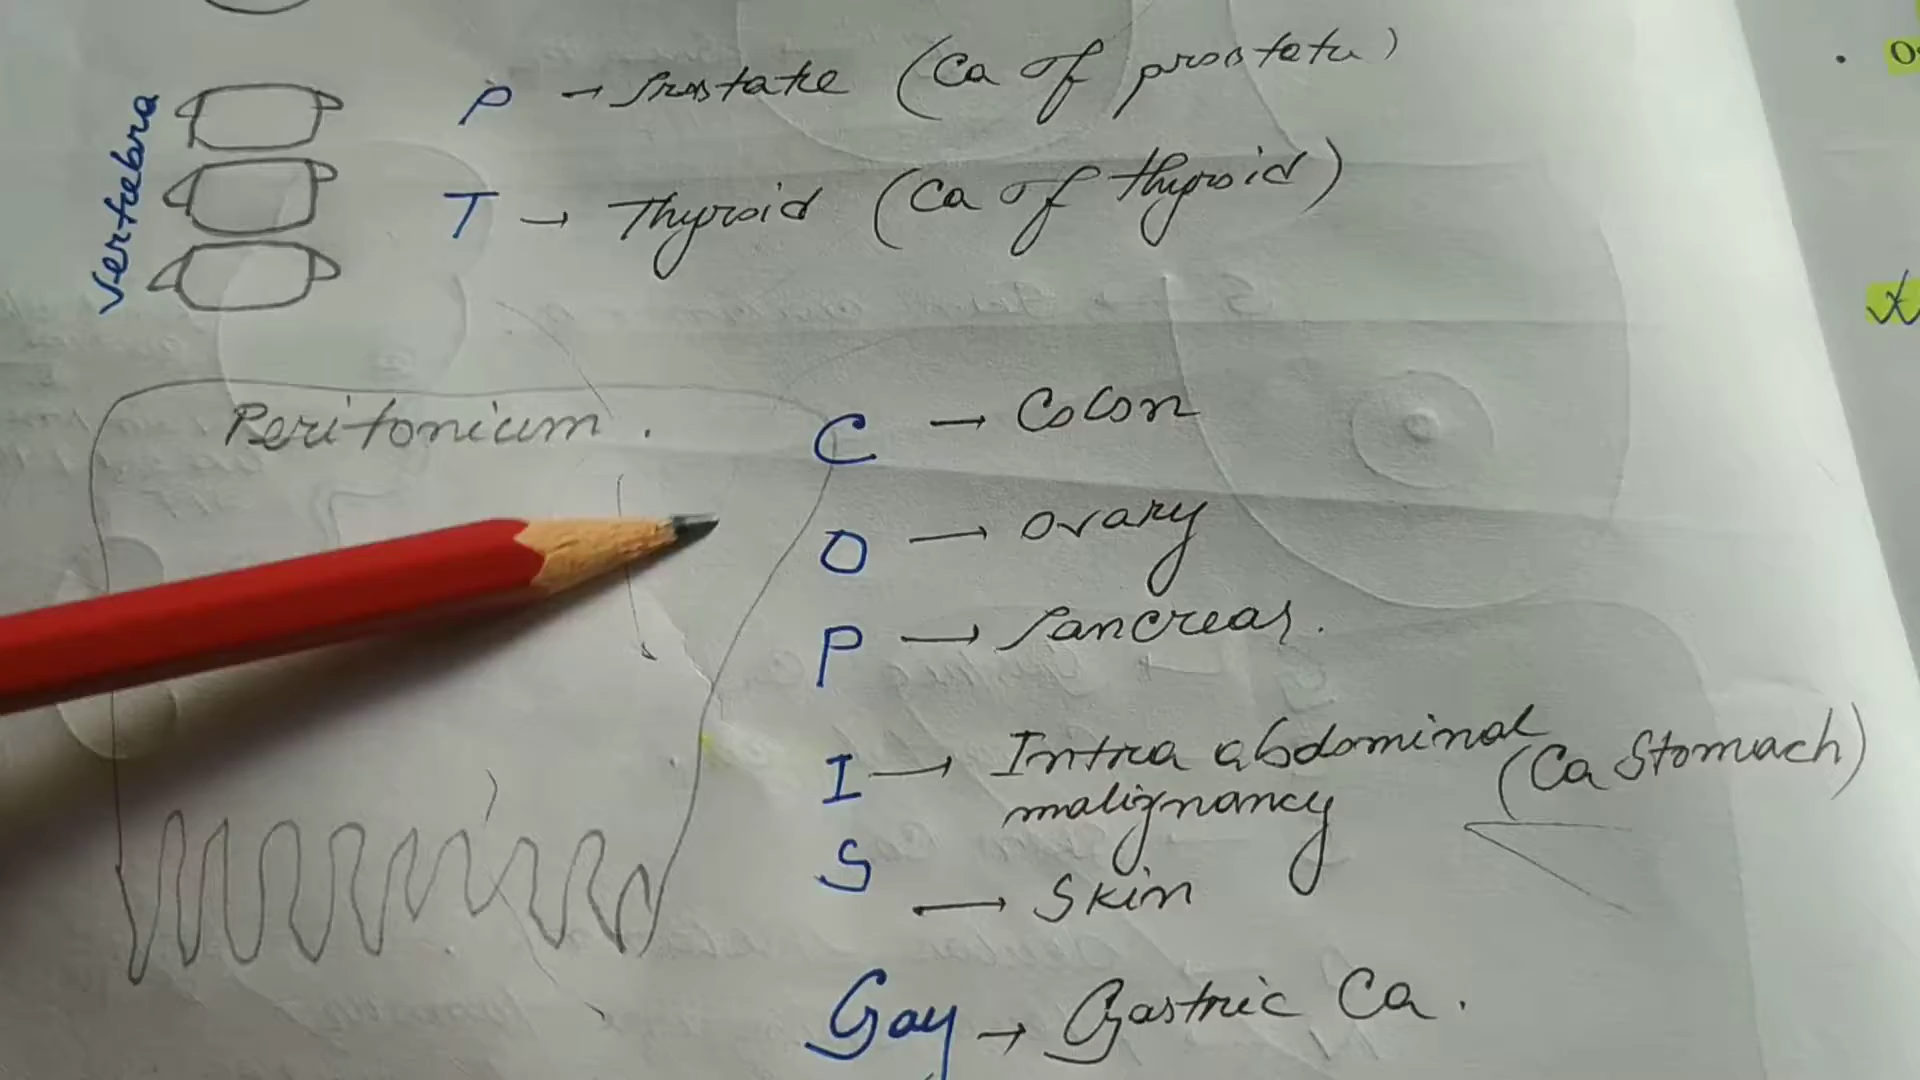 Vertebra
P → Prostate (Ca of prostate)
T → Thyroid (Ca of thyroid)
Peritonium.
C → Colon
O → Ovary
P → Pancreas.
I → Intra abdominal malignancy (Ca Stomach)
S → Skin
Gay → Gastric Ca.